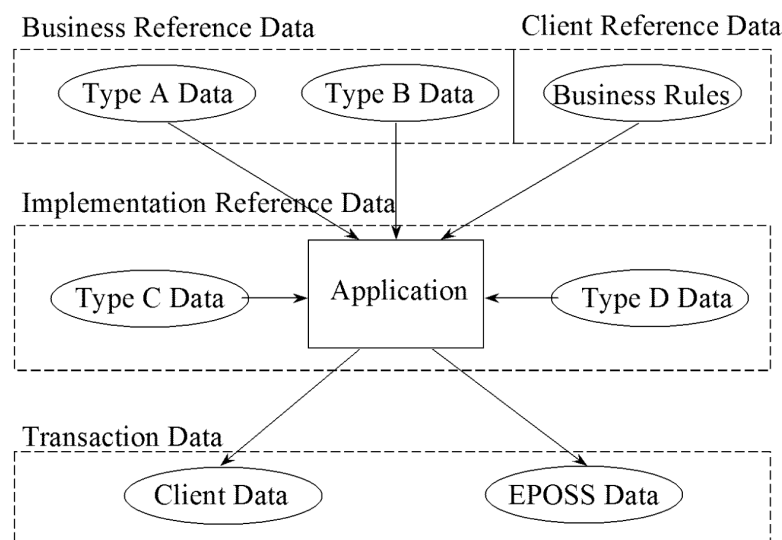 Business Reference Data
Client Reference Data
Type A Data
Type B Data
Business Rules
Implementation Reference Data
Type C Data
Application
Type D Data
Transaction Data
Client Data
EPOSS Data